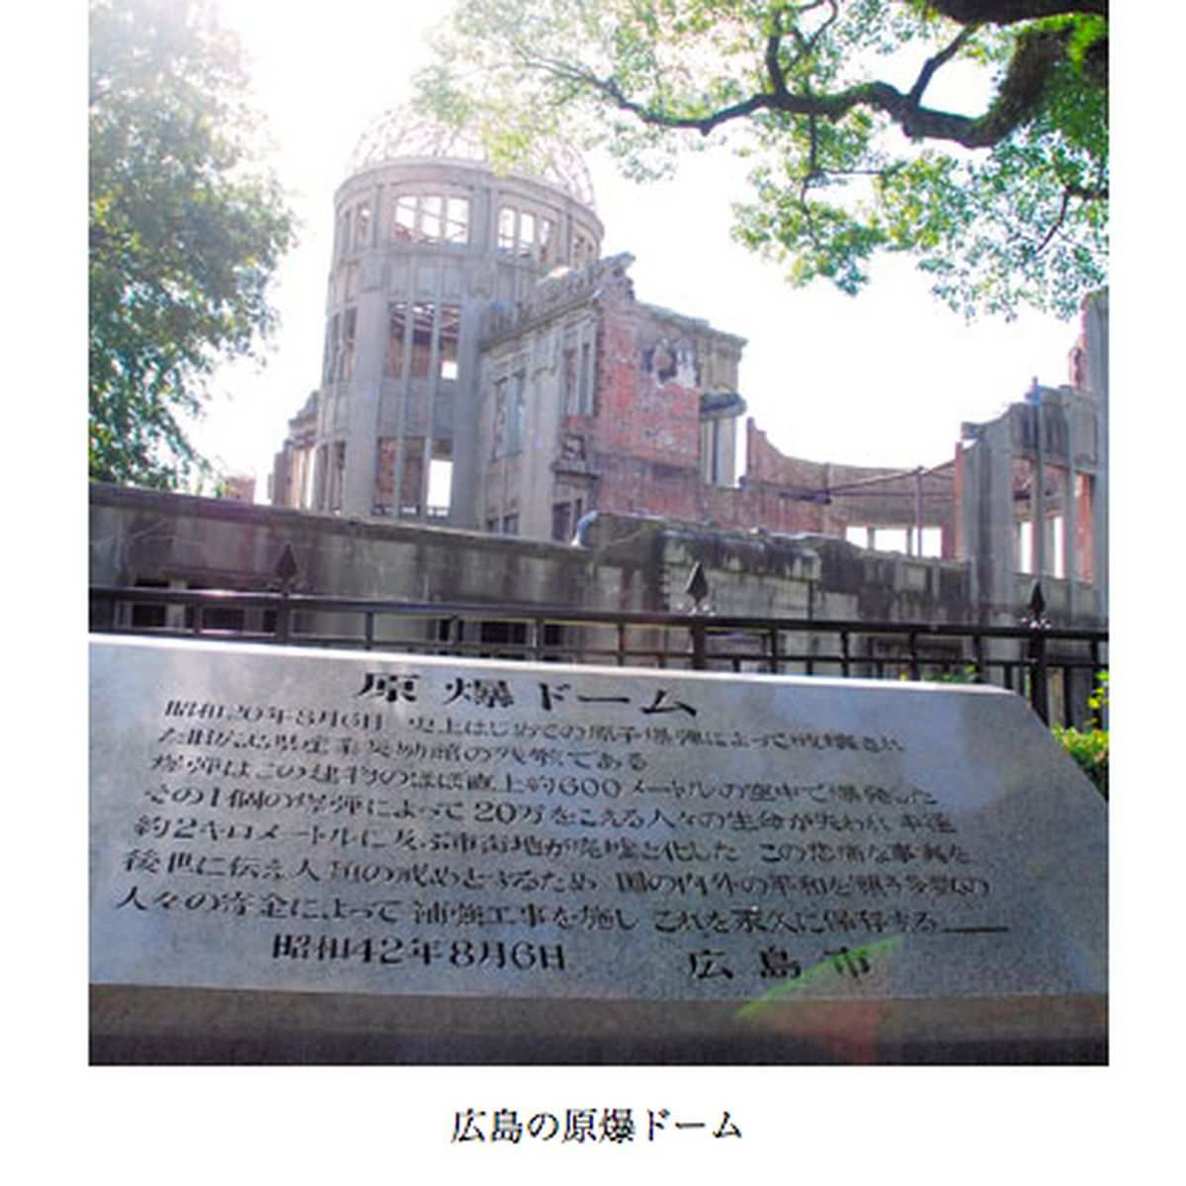 原爆ドーム
昭和20年8月6日 史上はじめての原子爆弾によって破壊され
た旧広島県産業奨励館の残骸である
爆弾はこの建物のほぼ直上約600メートルの空中で爆発した
その1個の爆弾によって20万をこえる人々の生命が失われ 半径
約2キロメートルに及ぶ市街地が廃墟と化した この悲痛な事実を
後世に伝え人類の戒めとするため 国の内外の平和を願う多数の
人々の寄金によって補強工事を施し これを永久に保存する
昭和42年8月6日 広島市
広島の原爆ドーム